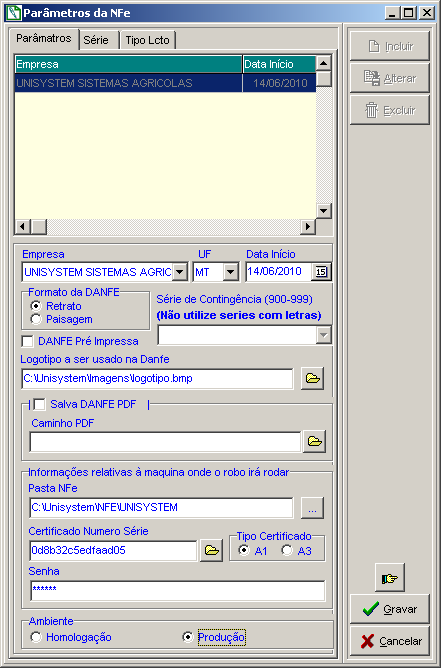 Parâmetros da NFe
Parâmatros Série Tipo Lcto
Incluir
Alterar
Excluir
Empresa Data Início
UNISYSTEM SISTEMAS AGRICOLAS 14/06/2010
Empresa UF Data Início
UNISYSTEM SISTEMAS AGRIC MT 14/06/2010 15
Formato da DANFE
Retrato
Paisagem
Série de Contingência (900-999)
(Não utilize series com letras)
DANFE Pré Impressa
Logotipo a ser usado na Danfe
C:\Unisystem\Imagens\logotipo.bmp
Salva DANFE PDF
Caminho PDF
Informações relativas à maquina onde o robo irá rodar
Pasta NFe
C:\Unisystem\NFE\UNISYSTEM ...
Certificado Numero Série
0d8b32c5edfaad05
Tipo Certificado
A1 A3
Senha
******
Ambiente
Homologação Produção
Gravar
Cancelar